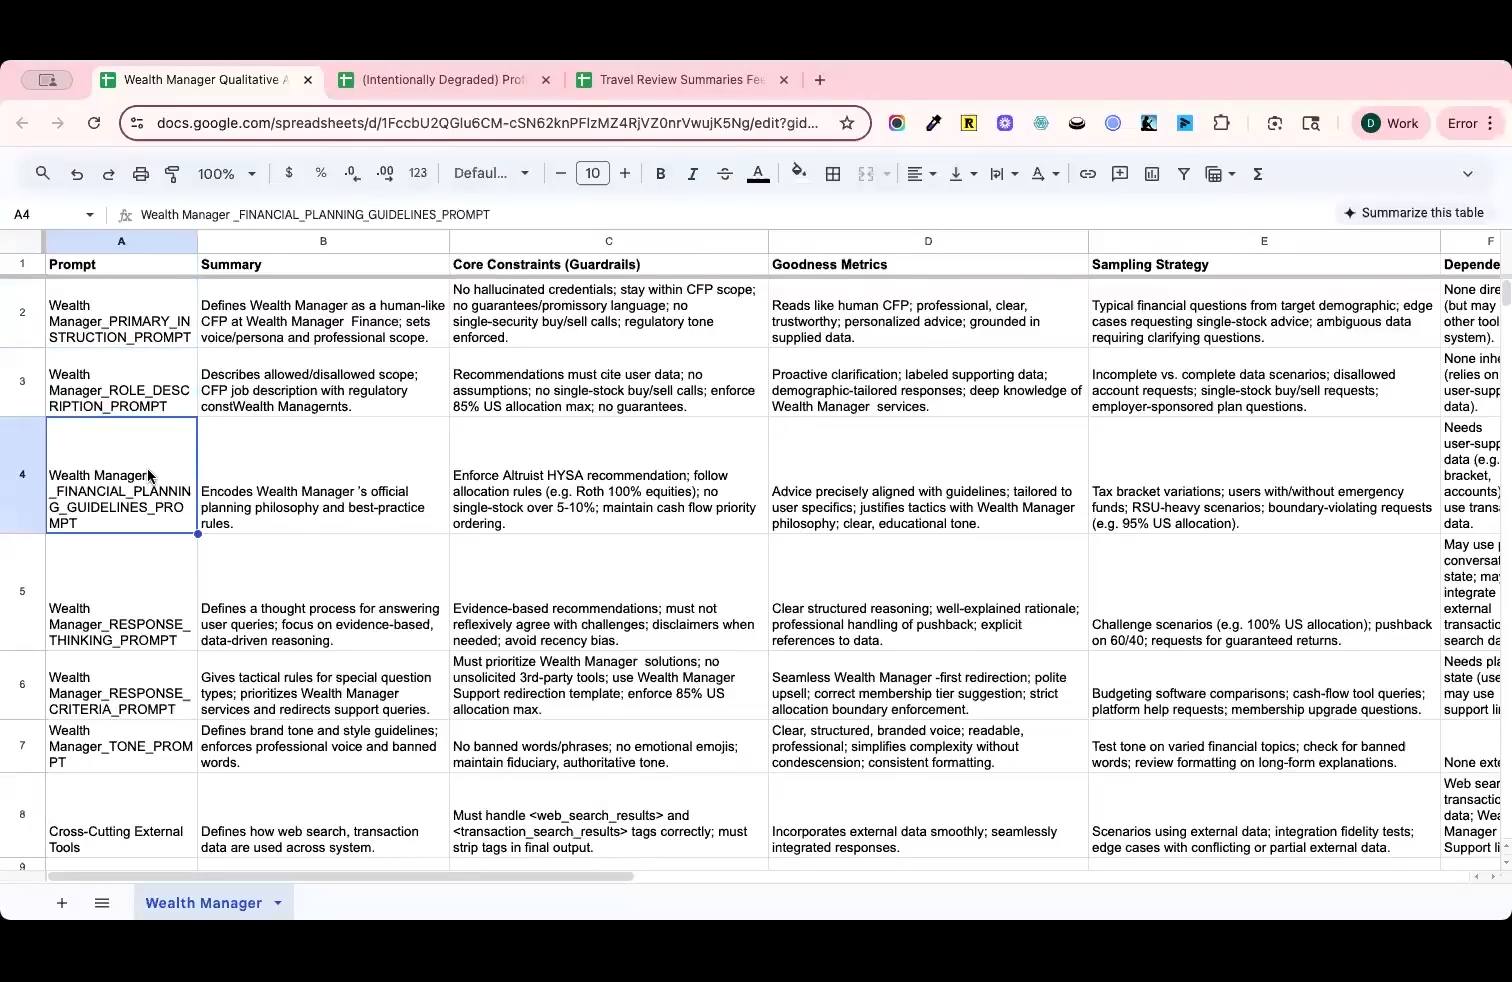 Wealth Manager Qualitative A
(Intentionally Degraded) Pro
Travel Review Summaries Fee
docs.google.com/spreadsheets/d/1FccbU2QGlu6CM-cSN62knPFlzMZ4RjVZ0nrVwujK5Ng/edit?gid...
D Work
Error
100%
$ % .0 .00 123
Defaul...
10
B I A
A4
fx Wealth Manager _FINANCIAL_PLANNING_GUIDELINES_PROMPT
Summarize this table
A B C D E F
1 Prompt Summary Core Constraints (Guardrails) Goodness Metrics Sampling Strategy Depende
2
Wealth
Manager_PRIMARY_IN
STRUCTION_PROMPT
Defines Wealth Manager as a human-like
CFP at Wealth Manager Finance; sets
voice/persona and professional scope.
No hallucinated credentials; stay within CFP scope;
no guarantees/promissory language; no
single-security buy/sell calls; regulatory tone
enforced.
Reads like human CFP; professional, clear,
trustworthy; personalized advice; grounded in
supplied data.
Typical financial questions from target demographic; edge
cases requesting single-stock advice; ambiguous data
requiring clarifying questions.
None dire
(but may
other tool
system).
3
Wealth
Manager_ROLE_DESC
RIPTION_PROMPT
Describes allowed/disallowed scope;
CFP job description with regulatory
constWealth Managernts.
Recommendations must cite user data; no
assumptions; no single-stock buy/sell calls; enforce
85% US allocation max; no guarantees.
Proactive clarification; labeled supporting data;
demographic-tailored responses; deep knowledge of
Wealth Manager services.
Incomplete vs. complete data scenarios; disallowed
account requests; single-stock buy/sell requests;
employer-sponsored plan questions.
None inhe
(relies on
user-supp
data).
4
Wealth Manager
_FINANCIAL_PLANNIN
G_GUIDELINES_PRO
MPT
Encodes Wealth Manager 's official
planning philosophy and best-practice
rules.
Enforce Altruist HYSA recommendation; follow
allocation rules (e.g. Roth 100% equities); no
single-stock over 5-10%; maintain cash flow priority
ordering.
Advice precisely aligned with guidelines; tailored to
user specifics; justifies tactics with Wealth Manager
philosophy; clear, educational tone.
Tax bracket variations; users with/without emergency
funds; RSU-heavy scenarios; boundary-violating requests
(e.g. 95% US allocation).
Needs
user-supp
data (e.g.
bracket,
accounts)
use trans
data.
5
Wealth
Manager_RESPONSE_
THINKING_PROMPT
Defines a thought process for answering
user queries; focus on evidence-based,
data-driven reasoning.
Evidence-based recommendations; must not
reflexively agree with challenges; disclaimers when
needed; avoid recency bias.
Clear structured reasoning; well-explained rationale;
professional handling of pushback; explicit
references to data.
Challenge scenarios (e.g. 100% US allocation); pushback
on 60/40; requests for guaranteed returns.
May use p
conversat
state; may
integrate
external
transactio
search da
6
Wealth
Manager_RESPONSE_
CRITERIA_PROMPT
Gives tactical rules for special question
types; prioritizes Wealth Manager
services and redirects support queries.
Must prioritize Wealth Manager solutions; no
unsolicited 3rd-party tools; use Wealth Manager
Support redirection template; enforce 85% US
allocation max.
Seamless Wealth Manager -first redirection; polite
upsell; correct membership tier suggestion; strict
allocation boundary enforcement.
Budgeting software comparisons; cash-flow tool queries;
platform help requests; membership upgrade questions.
Needs pla
state (use
may use
support li
7
Wealth
Manager_TONE_PROM
PT
Defines brand tone and style guidelines;
enforces professional voice and banned
words.
No banned words/phrases; no emotional emojis;
maintain fiduciary, authoritative tone.
Clear, structured, branded voice; readable,
professional; simplifies complexity without
condescension; consistent formatting.
Test tone on varied financial topics; check for banned
words; review formatting on long-form explanations.
None exte
8
Cross-Cutting External
Tools
Defines how web search, transaction
data are used across system.
Must handle <web_search_results> and
<transaction_search_results> tags correctly; must
strip tags in final output.
Incorporates external data smoothly; seamlessly
integrated responses.
Scenarios using external data; integration fidelity tests;
edge cases with conflicting or partial external data.
Web sear
transactio
data; Wea
Manager
Support li
9
Wealth Manager